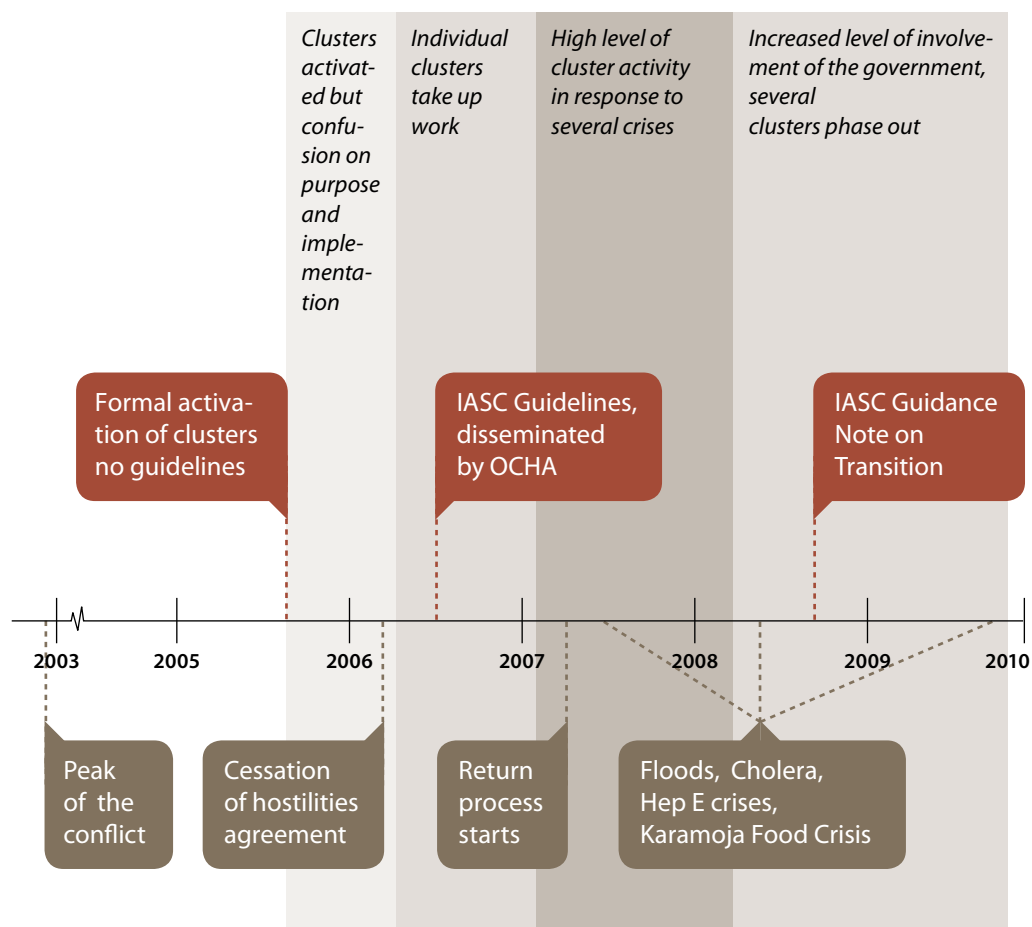 Clusters
activat-
ed but
confu-
sion on
purpose
and
imple-
menta-
tion
Individual
clusters
take up
work
High level of
cluster activity
in response to
several crises
Increased level of involve-
ment of the government,
several
clusters phase out
Formal activa-
tion of clusters
no guidelines
IASC Guidelines,
disseminated
by OCHA
IASC Guidance
Note on
Transition
2003 2005 2006 2007 2008 2009 2010
Peak
of the
conflict
Cessation
of hostilities
agreement
Return
process
starts
Floods, Cholera,
Hep E crises,
Karamoja Food Crisis